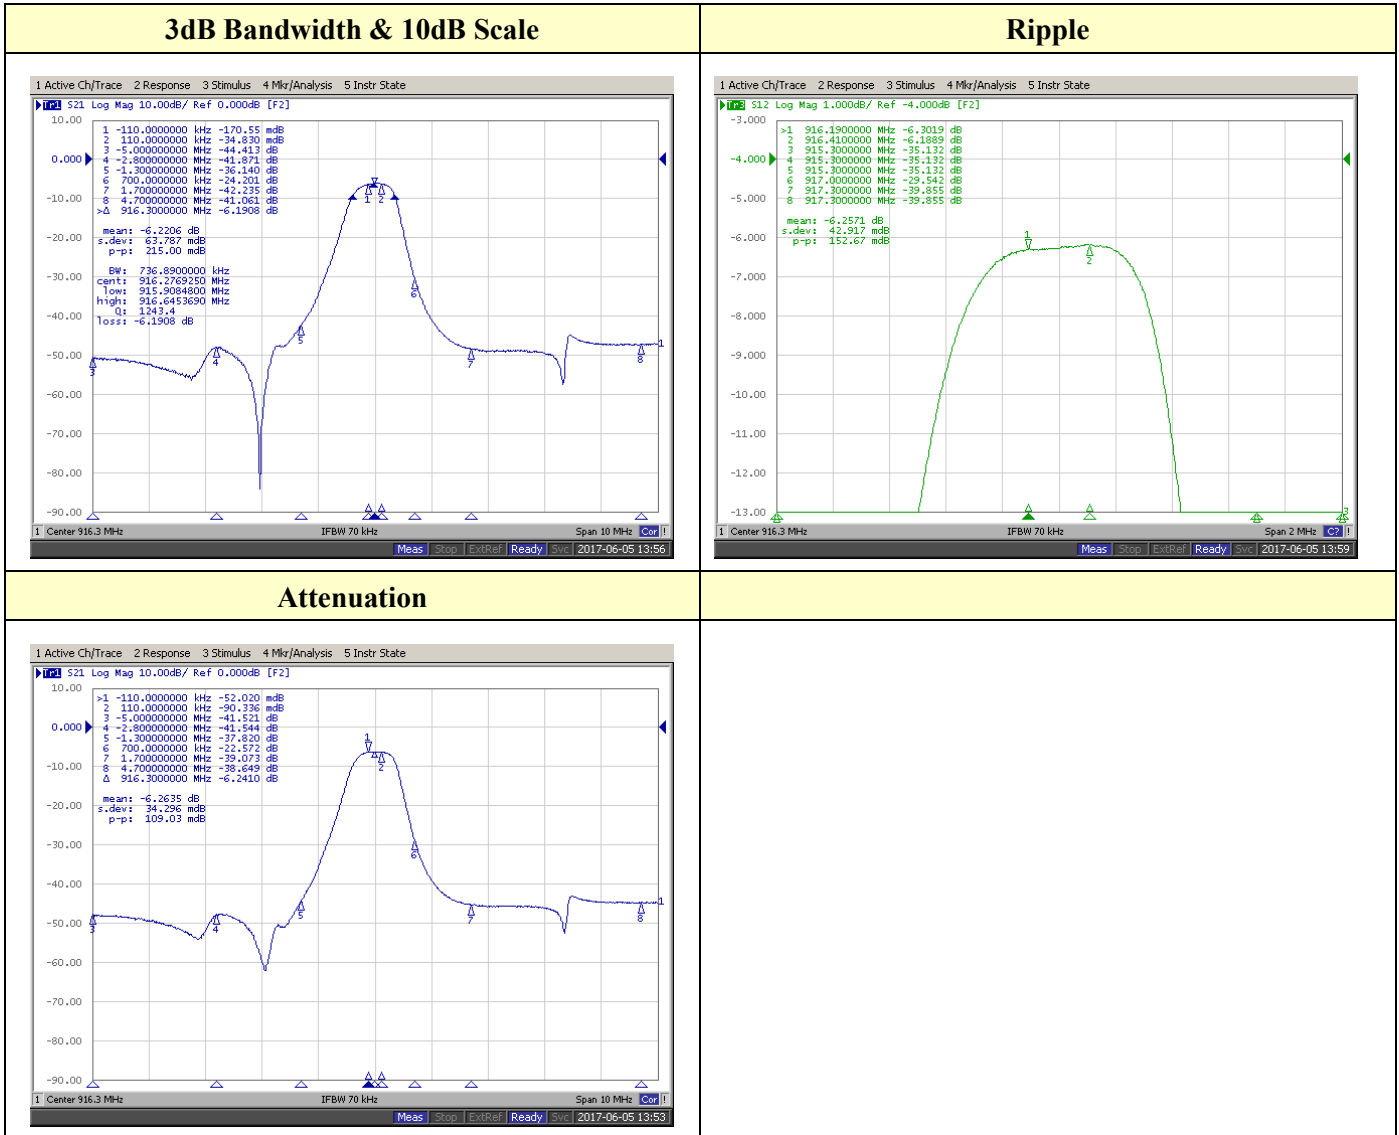 3dB Bandwidth & 10dB Scale
1 Active Ch/Trace 2 Response 3 Stimulus 4 Mkr/Analysis 5 Instr State
Tr1 S21 Log Mag 10.00dB/ Ref 0.000dB [F2]
1 -110.0000000 kHz -170.55 mdB
2 110.0000000 kHz -34.830 mdB
3 -5.000000000 MHz -44.413 dB
4 -2.800000000 MHz -41.871 dB
5 -1.300000000 MHz -36.140 dB
6 700.0000000 kHz -24.201 dB
7 1.700000000 MHz -42.235 dB
8 4.700000000 MHz -41.061 dB
>Δ 916.3000000 MHz -6.1908 dB
mean: -6.2206 dB
s.dev: 63.787 mdB
p-p: 215.00 mdB
BW: 736.8900000 kHz
cent: 916.2769250 MHz
low: 915.9084800 MHz
high: 916.6453690 MHz
Q: 1243.4
loss: -6.1908 dB
10.00
0.000
-10.00
-20.00
-30.00
-40.00
-50.00
-60.00
-70.00
-80.00
-90.00
1 2
6
5
4
3
7
8
1
1 Center 916.3 MHz IFBW 70 kHz Span 10 MHz Cor !
Meas Stop ExtRef Ready Svc 2017-06-05 13:56
Ripple
1 Active Ch/Trace 2 Response 3 Stimulus 4 Mkr/Analysis 5 Instr State
Tr3 S12 Log Mag 1.000dB/ Ref -4.000dB [F2]
>1 916.1900000 MHz -6.3019 dB
2 916.4100000 MHz -6.1889 dB
3 915.3000000 MHz -35.132 dB
4 915.3000000 MHz -35.132 dB
5 915.3000000 MHz -35.132 dB
6 917.0000000 MHz -29.542 dB
7 917.3000000 MHz -39.855 dB
8 917.3000000 MHz -39.855 dB
mean: -6.2571 dB
s.dev: 42.917 mdB
p-p: 152.67 mdB
-3.000
-4.000
-5.000
-6.000
-7.000
-8.000
-9.000
-10.00
-11.00
-12.00
-13.00
1
2
3
1 Center 916.3 MHz IFBW 70 kHz Span 2 MHz C? !
Meas Stop ExtRef Ready Svc 2017-06-05 13:59
Attenuation
1 Active Ch/Trace 2 Response 3 Stimulus 4 Mkr/Analysis 5 Instr State
Tr1 S21 Log Mag 10.00dB/ Ref 0.000dB [F2]
>1 -110.0000000 kHz -52.020 mdB
2 110.0000000 kHz -90.336 mdB
3 -5.000000000 MHz -41.521 dB
4 -2.800000000 MHz -41.544 dB
5 -1.300000000 MHz -37.820 dB
6 700.0000000 kHz -22.572 dB
7 1.700000000 MHz -39.073 dB
8 4.700000000 MHz -38.649 dB
Δ 916.3000000 MHz -6.2410 dB
mean: -6.2635 dB
s.dev: 34.296 mdB
p-p: 109.03 mdB
10.00
0.000
-10.00
-20.00
-30.00
-40.00
-50.00
-60.00
-70.00
-80.00
-90.00
1
2
6
5
4
3
7
8
1
1 Center 916.3 MHz IFBW 70 kHz Span 10 MHz Cor !
Meas Stop ExtRef Ready Svc 2017-06-05 13:53